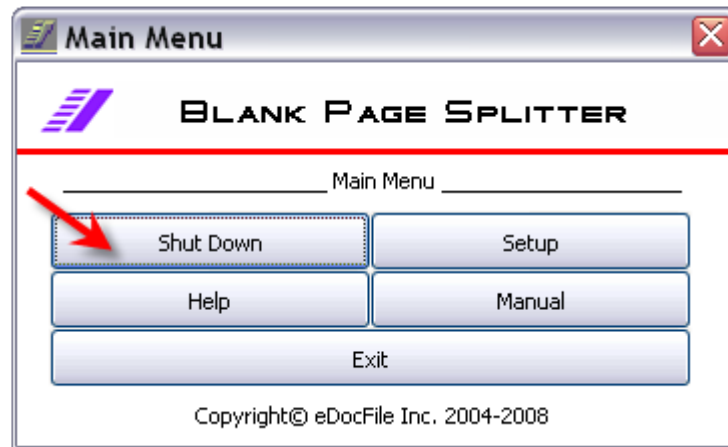 Main Menu
BLANK PAGE SPLITTER
Main Menu
Shut Down Setup
Help Manual
Exit
Copyright© eDocFile Inc. 2004-2008